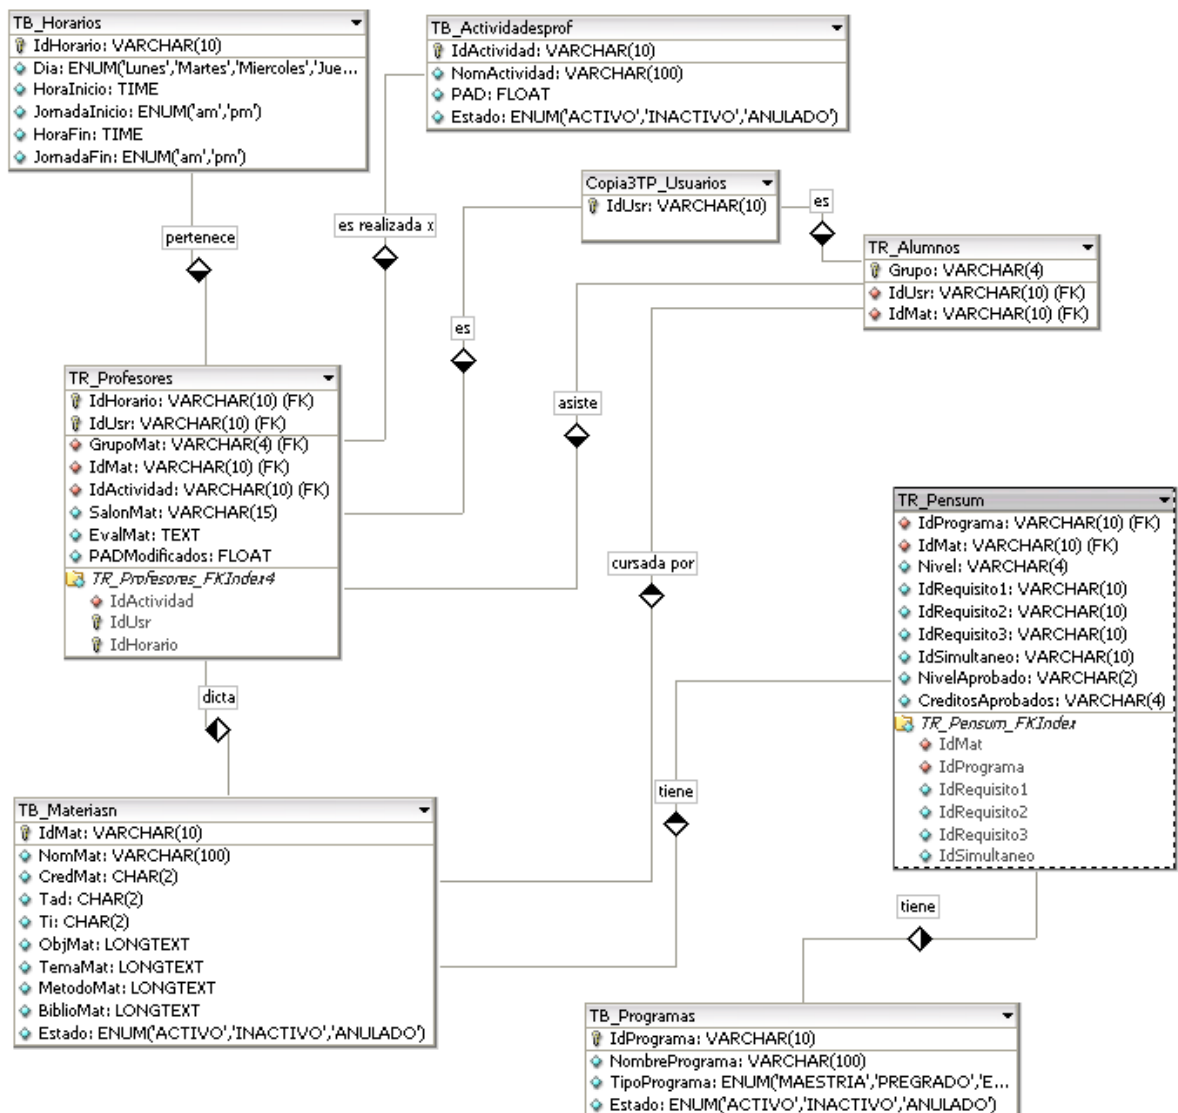 TB_Horarios
IdHorario: VARCHAR(10)
Dia: ENUM('Lunes','Martes','Miercoles','Jue...
HoraInicio: TIME
JornadaInicio: ENUM('am','pm')
HoraFin: TIME
JornadaFin: ENUM('am','pm')
TB_Actividadesprof
IdActividad: VARCHAR(10)
NomActividad: VARCHAR(100)
PAD: FLOAT
Estado: ENUM('ACTIVO','INACTIVO','ANULADO')
Copia3TP_Usuarios
IdUsr: VARCHAR(10)
es
TR_Alumnos
Grupo: VARCHAR(4)
IdUsr: VARCHAR(10) (FK)
IdMat: VARCHAR(10) (FK)
pertenece
es realizada x
es
asiste
cursada por
TR_Profesores
IdHorario: VARCHAR(10) (FK)
IdUsr: VARCHAR(10) (FK)
GrupoMat: VARCHAR(4) (FK)
IdMat: VARCHAR(10) (FK)
IdActividad: VARCHAR(10) (FK)
SalonMat: VARCHAR(15)
EvalMat: TEXT
PADModificados: FLOAT
TR_Profesores_FKIndex4
IdActividad
IdUsr
IdHorario
TR_Pensum
IdPrograma: VARCHAR(10) (FK)
IdMat: VARCHAR(10) (FK)
Nivel: VARCHAR(4)
IdRequisito1: VARCHAR(10)
IdRequisito2: VARCHAR(10)
IdRequisito3: VARCHAR(10)
IdSimultaneo: VARCHAR(10)
NivelAprobado: VARCHAR(2)
CreditosAprobados: VARCHAR(4)
TR_Pensum_FKIndex
IdMat
IdPrograma
IdRequisito1
IdRequisito2
IdRequisito3
IdSimultaneo
dicta
tiene
tiene
TB_Materiasn
IdMat: VARCHAR(10)
NomMat: VARCHAR(100)
CredMat: CHAR(2)
Tad: CHAR(2)
Ti: CHAR(2)
ObjMat: LONGTEXT
TemaMat: LONGTEXT
MetodoMat: LONGTEXT
BiblioMat: LONGTEXT
Estado: ENUM('ACTIVO','INACTIVO','ANULADO')
TB_Programas
IdPrograma: VARCHAR(10)
NombrePrograma: VARCHAR(100)
TipoPrograma: ENUM('MAESTRIA','PREGRADO','E...
Estado: ENUM('ACTIVO','INACTIVO','ANULADO')